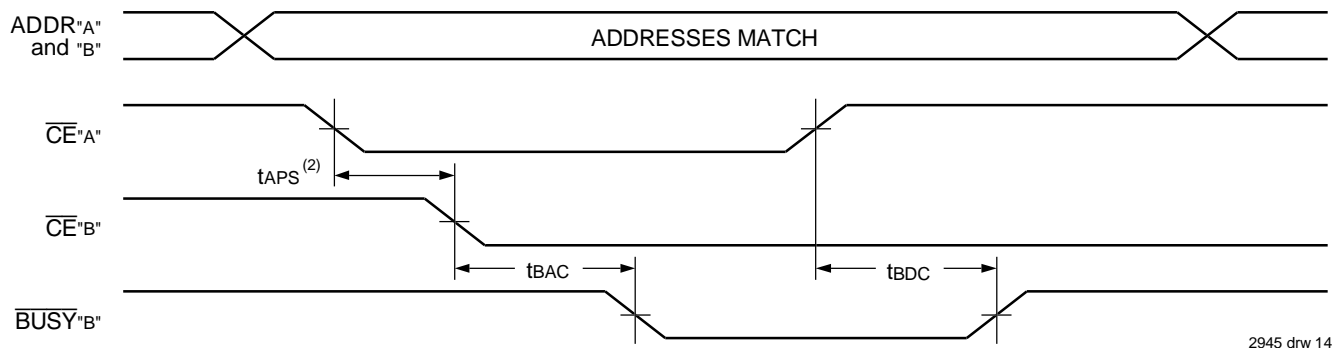 ADDR"A"
and "B"
ADDRESSES MATCH
CE"A"
tAPS(2)
CE"B"
tBAC
tBDC
BUSY"B"
2945 drw 14